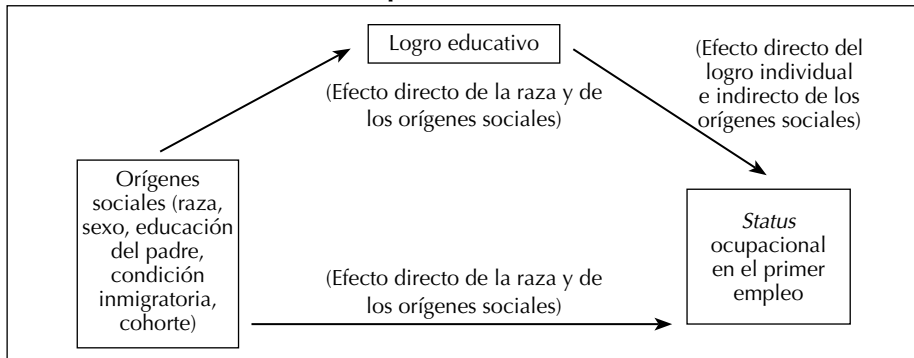 Logro educativo
(Efecto directo de la raza y de
los orígenes sociales)
(Efecto directo del
logro individual
e indirecto de los
orígenes sociales)
Orígenes
sociales (raza,
sexo, educación
del padre,
condición
inmigratoria,
cohorte)
(Efecto directo de la raza y de
los orígenes sociales)
Status
ocupacional
en el primer
empleo